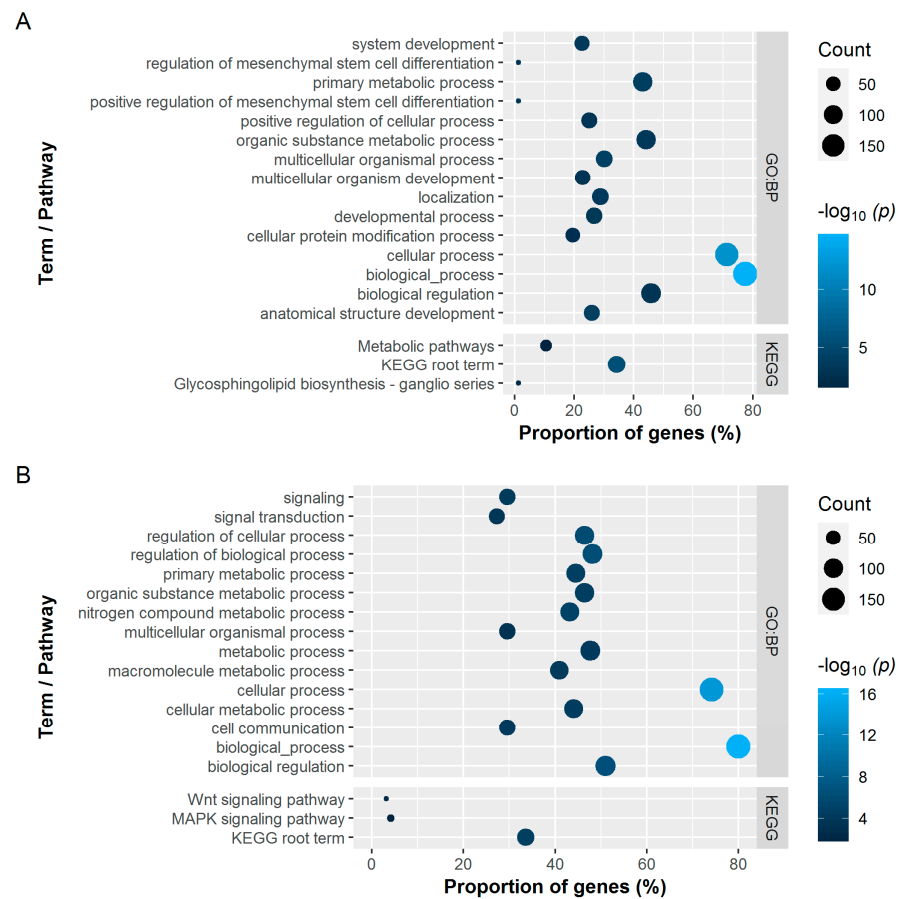 A
system development
regulation of mesenchymal stem cell differentiation
primary metabolic process
positive regulation of mesenchymal stem cell differentiation
positive regulation of cellular process
organic substance metabolic process
multicellular organismal process
multicellular organism development
localization
developmental process
cellular protein modification process
cellular process
biological_process
biological regulation
anatomical structure development
Metabolic pathways
KEGG root term
Glycosphingolipid biosynthesis - ganglio series
Term / Pathway
GO:BP
KEGG
0 20 40 60 80
Proportion of genes (%)
Count
50
100
150
-log10 (p)
10
5
B
signaling
signal transduction
regulation of cellular process
regulation of biological process
primary metabolic process
organic substance metabolic process
nitrogen compound metabolic process
multicellular organismal process
metabolic process
macromolecule metabolic process
cellular process
cellular metabolic process
cell communication
biological_process
biological regulation
Wnt signaling pathway
MAPK signaling pathway
KEGG root term
Term / Pathway
GO:BP
KEGG
0 20 40 60 80
Proportion of genes (%)
Count
50
100
150
-log10 (p)
16
12
8
4